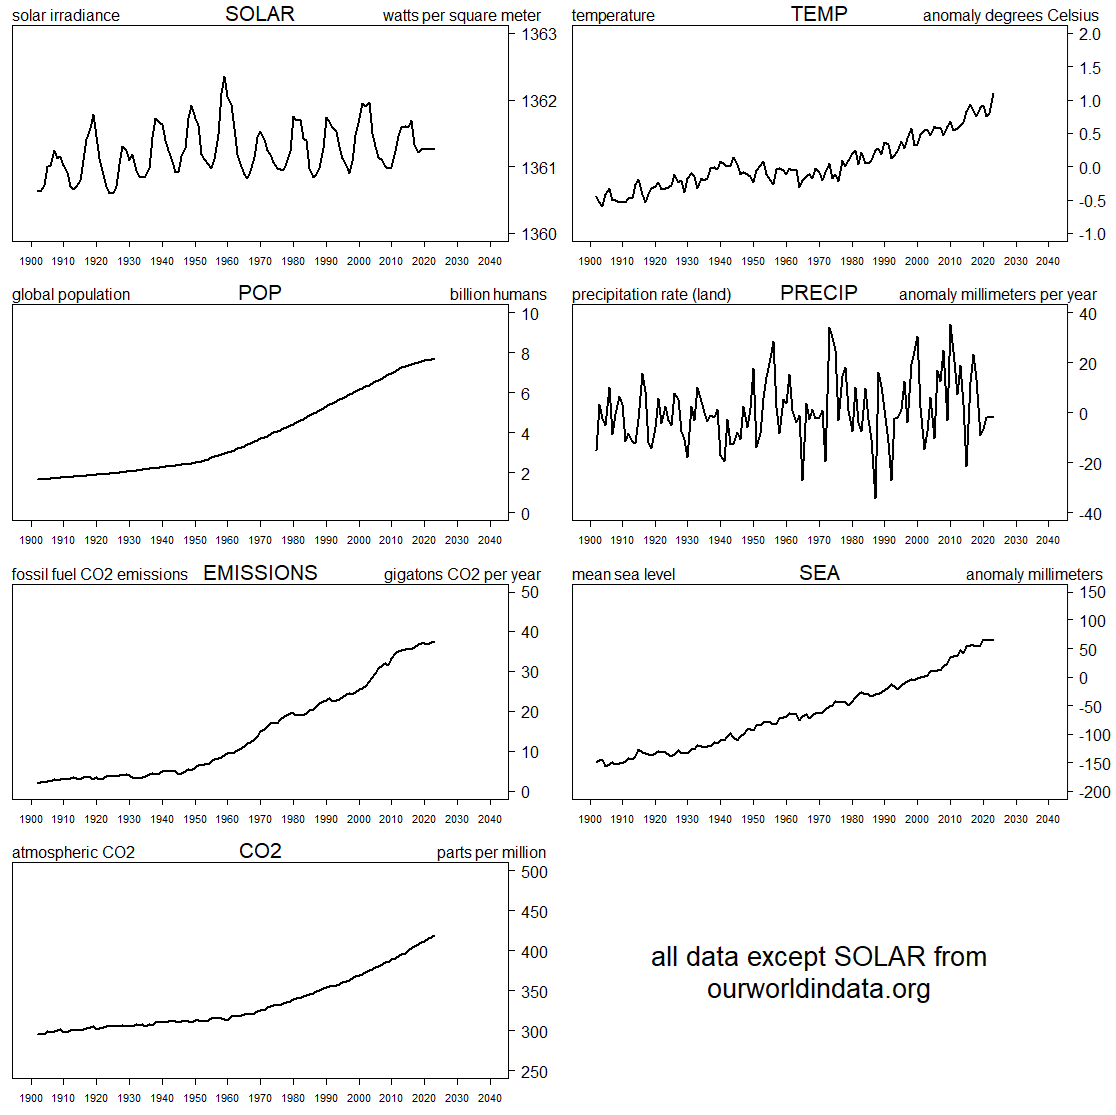 solar irradiance SOLAR watts per square meter
1363
1362
1361
1360
1900 1910 1920 1930 1940 1950 1960 1970 1980 1990 2000 2010 2020 2030 2040
temperature TEMP anomaly degrees Celsius
2.0
1.5
1.0
0.5
0.0
-0.5
-1.0
1900 1910 1920 1930 1940 1950 1960 1970 1980 1990 2000 2010 2020 2030 2040
global population POP billion humans
10
8
6
4
2
0
1900 1910 1920 1930 1940 1950 1960 1970 1980 1990 2000 2010 2020 2030 2040
precipitation rate (land) PRECIP anomaly millimeters per year
40
20
0
-20
-40
1900 1910 1920 1930 1940 1950 1960 1970 1980 1990 2000 2010 2020 2030 2040
fossil fuel CO2 emissions EMISSIONS gigatons CO2 per year
50
40
30
20
10
0
1900 1910 1920 1930 1940 1950 1960 1970 1980 1990 2000 2010 2020 2030 2040
mean sea level SEA anomaly millimeters
150
100
50
0
-50
-100
-150
-200
1900 1910 1920 1930 1940 1950 1960 1970 1980 1990 2000 2010 2020 2030 2040
atmospheric CO2 CO2 parts per million
500
450
400
350
300
250
1900 1910 1920 1930 1940 1950 1960 1970 1980 1990 2000 2010 2020 2030 2040
all data except SOLAR from
ourworldindata.org